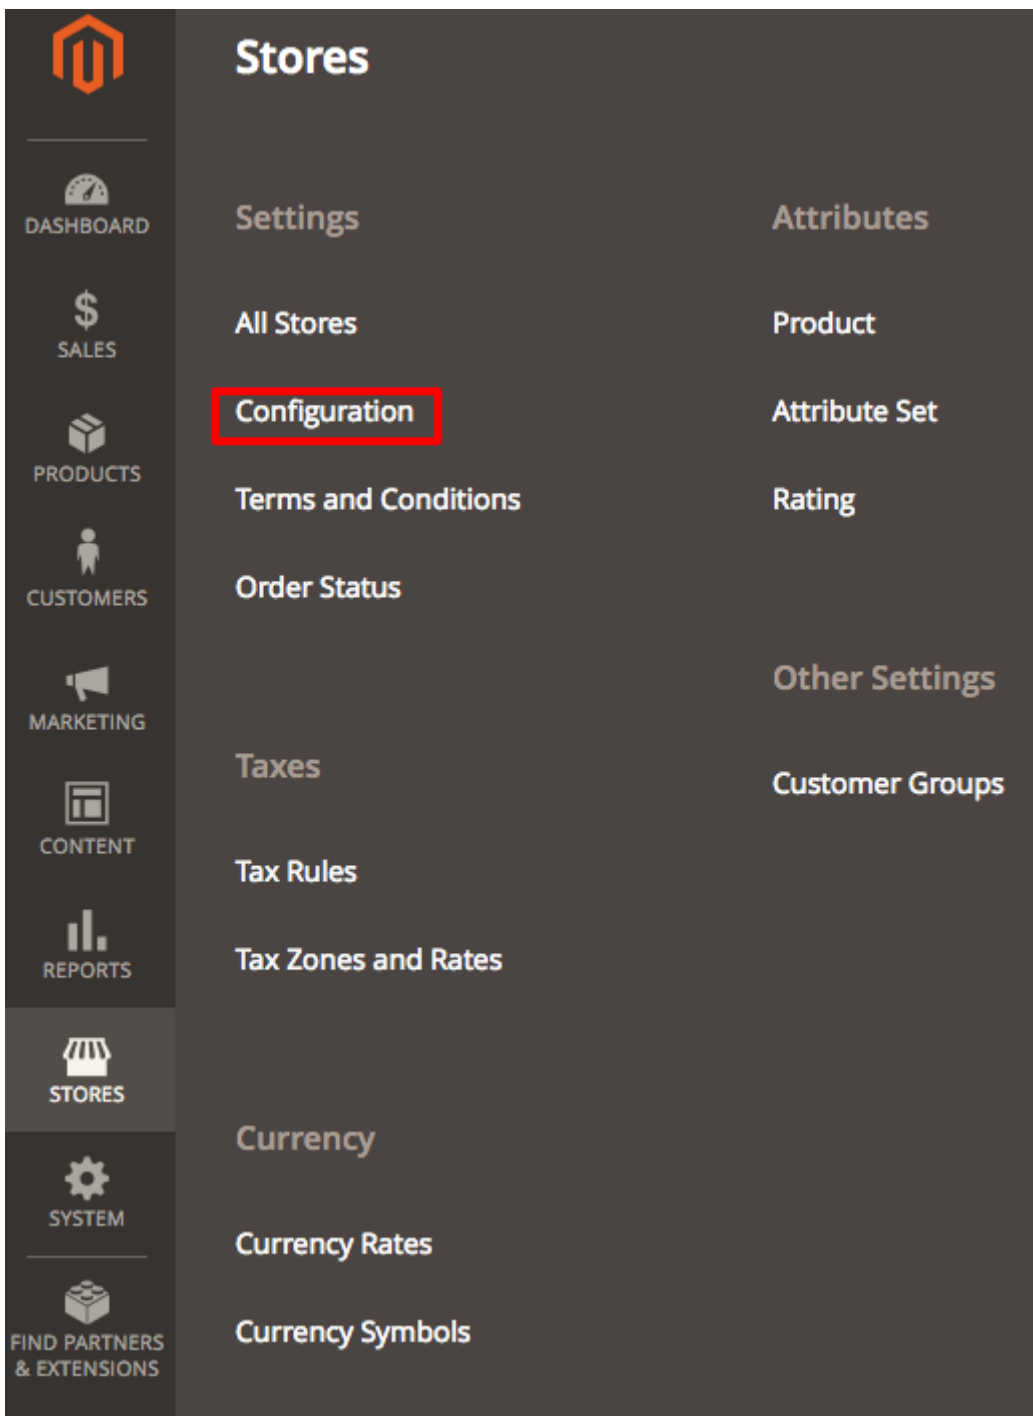 Stores
DASHBOARD
SALES
PRODUCTS
CUSTOMERS
MARKETING
CONTENT
REPORTS
STORES
SYSTEM
FIND PARTNERS
& EXTENSIONS
Settings
All Stores
Configuration
Terms and Conditions
Order Status
Taxes
Tax Rules
Tax Zones and Rates
Currency
Currency Rates
Currency Symbols
Attributes
Product
Attribute Set
Rating
Other Settings
Customer Groups